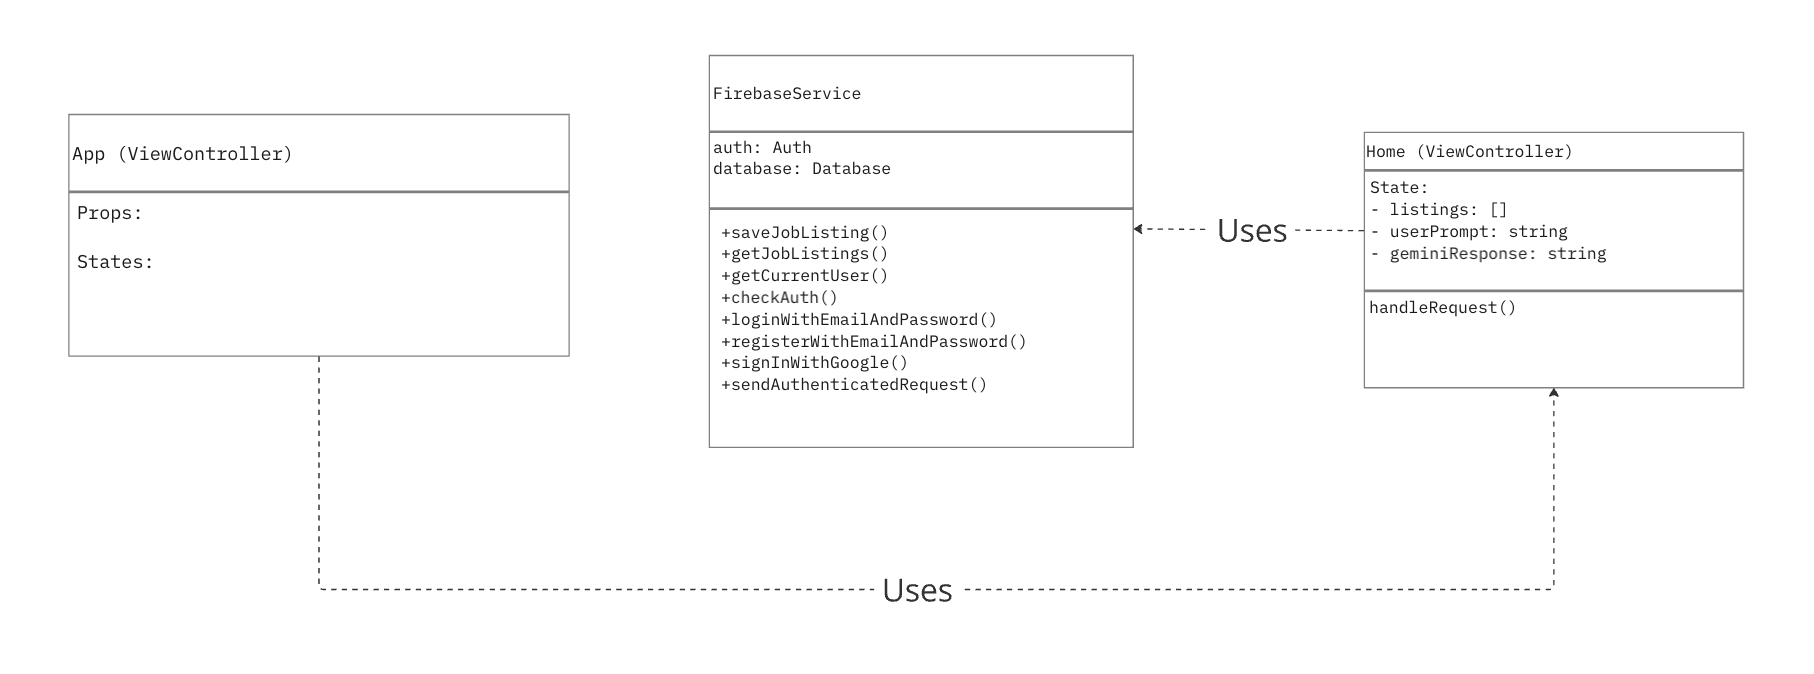 App (ViewController)
Props:
States:
FirebaseService
auth: Auth
database: Database
+saveJobListing()
+getJobListings()
+getCurrentUser()
+checkAuth()
+loginWithEmailAndPassword()
+registerWithEmailAndPassword()
+signInWithGoogle()
+sendAuthenticatedRequest()
Uses
Home (ViewController)
State:
- listings: []
- userPrompt: string
- geminiResponse: string
handleRequest()
Uses